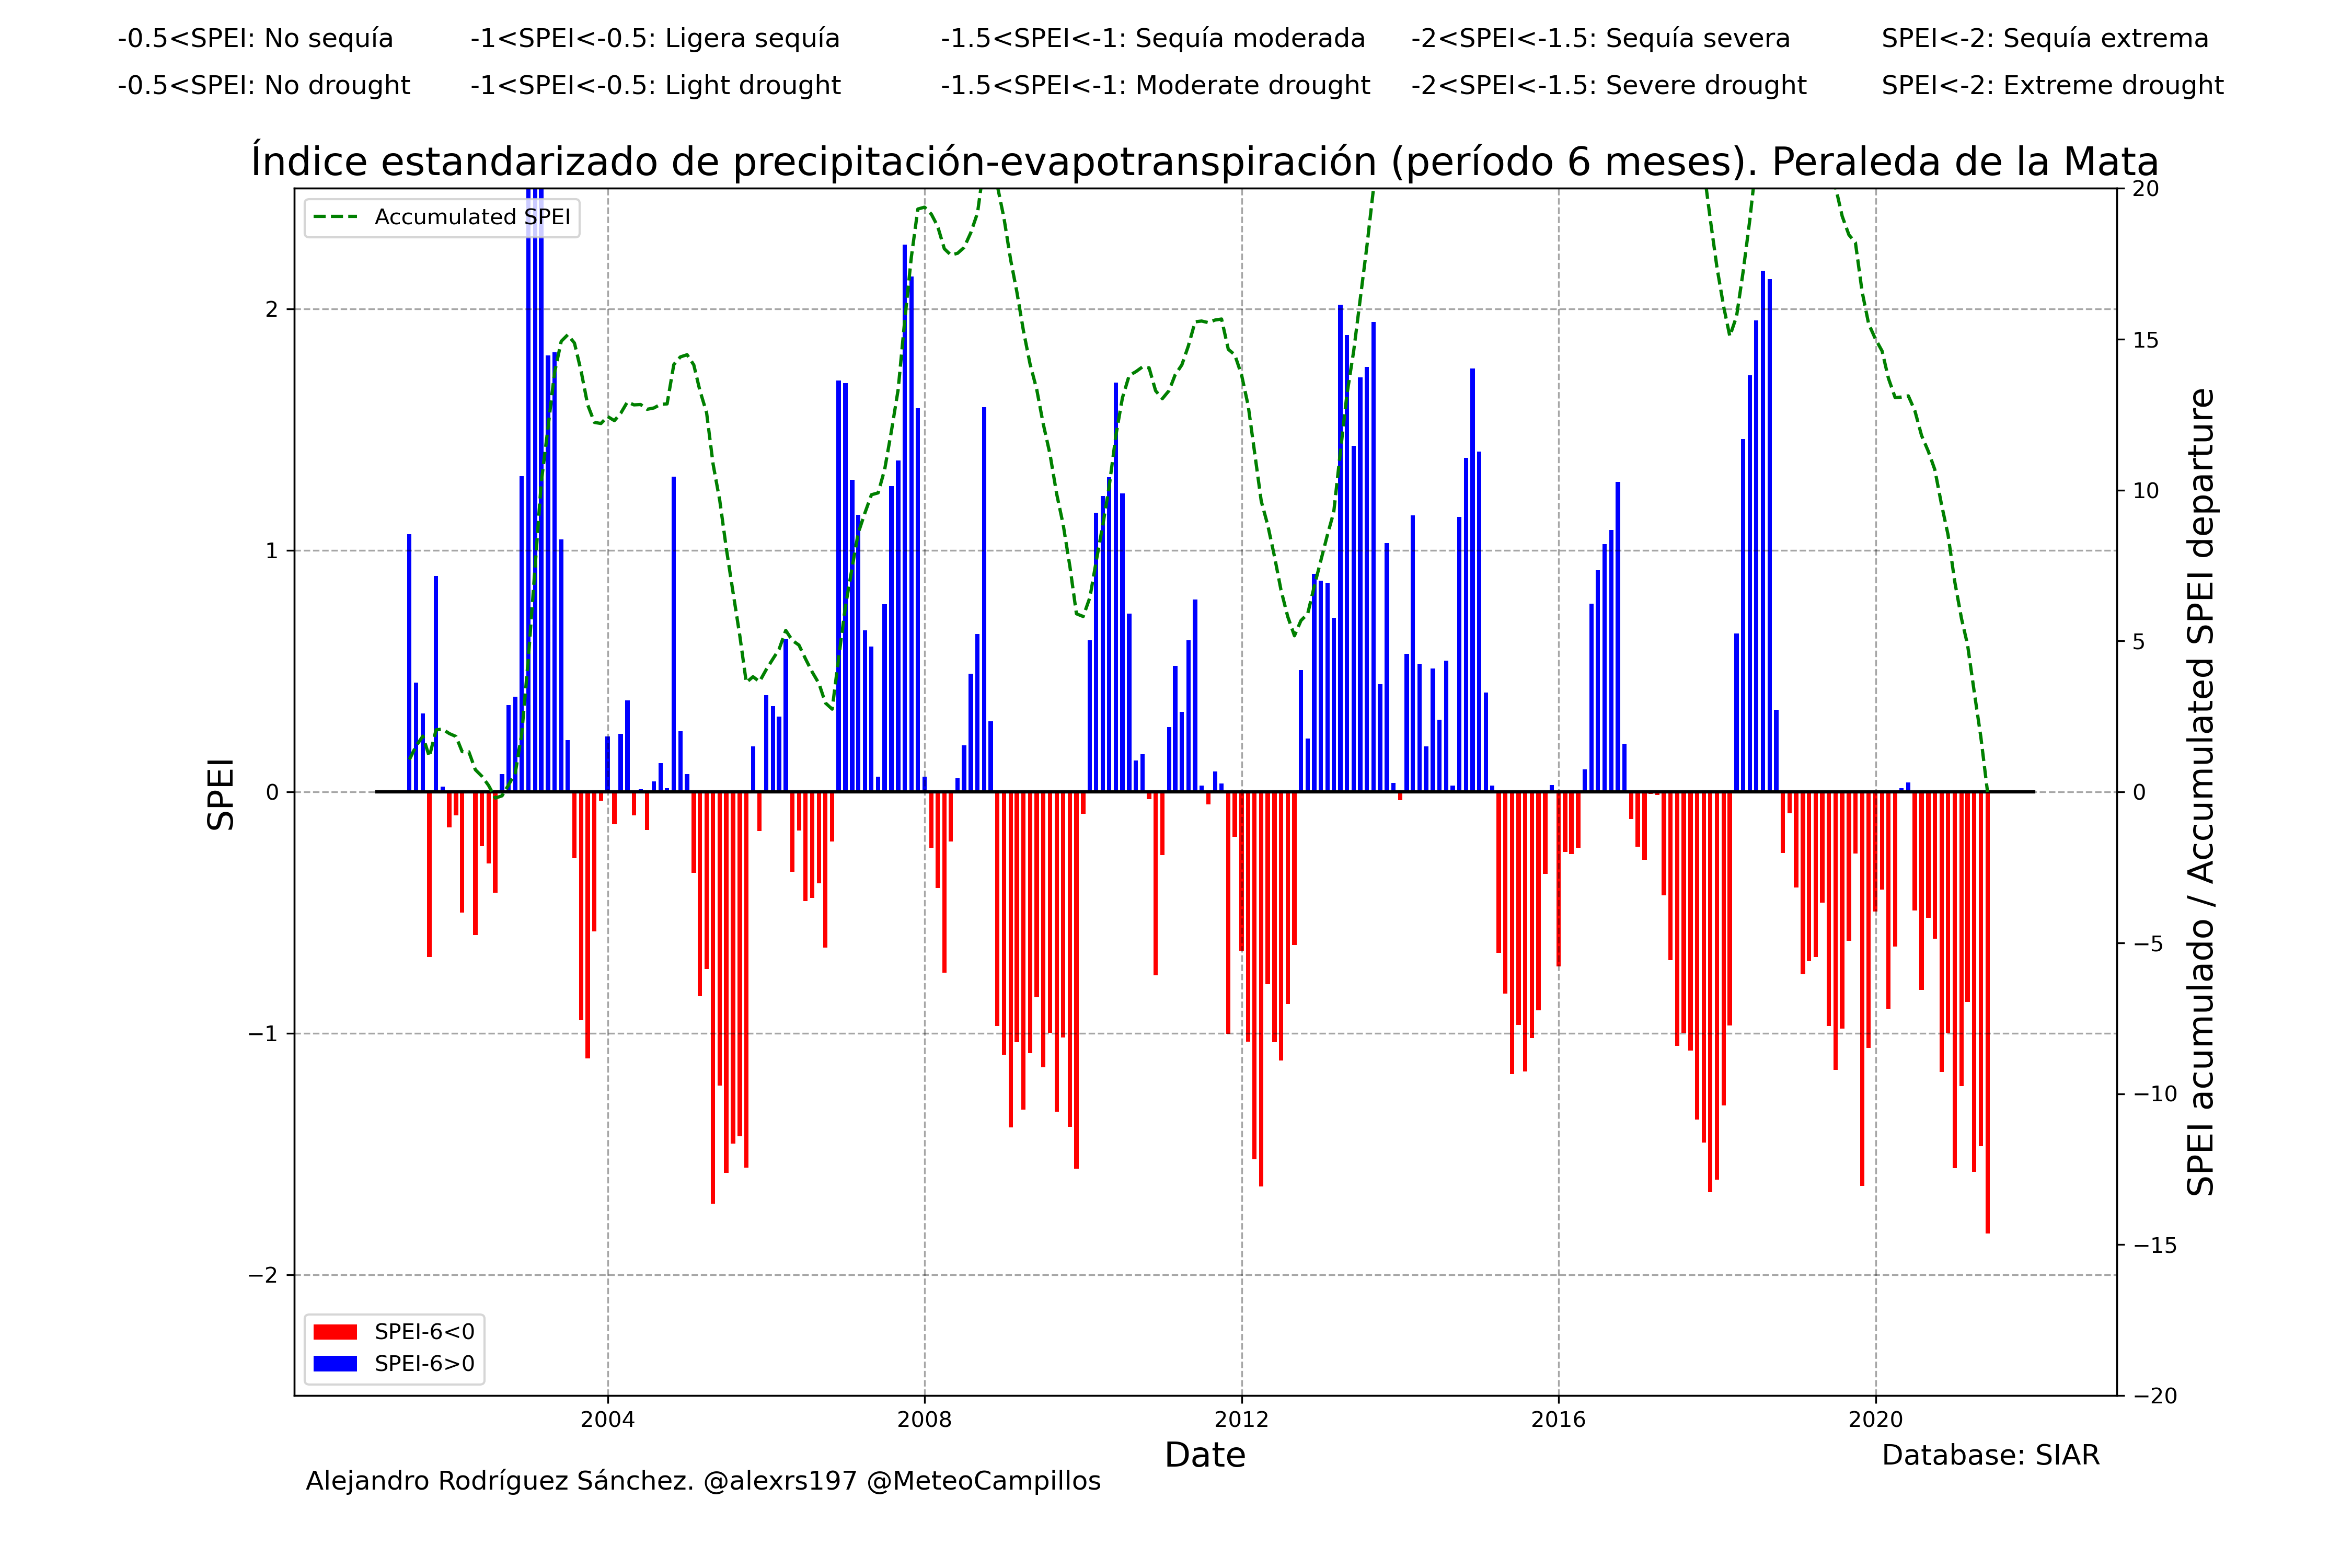 -0.5<SPEI: No sequía -1<SPEI<-0.5: Ligera sequía -1.5<SPEI<-1: Sequía moderada -2<SPEI<-1.5: Sequía severa SPEI<-2: Sequía extrema
-0.5<SPEI: No drought -1<SPEI<-0.5: Light drought -1.5<SPEI<-1: Moderate drought -2<SPEI<-1.5: Severe drought SPEI<-2: Extreme drought
Índice estandarizado de precipitación-evapotranspiración (período 6 meses). Peraleda de la Mata
Accumulated SPEI
2
1
0
−1
−2
SPEI
20
15
10
5
0
−5
−10
−15
−20
SPEI acumulado / Accumulated SPEI departure
SPEI-6<0
SPEI-6>0
2004 2008 2012 2016 2020
Date
Database: SIAR
Alejandro Rodríguez Sánchez. @alexrs197 @MeteoCampillos